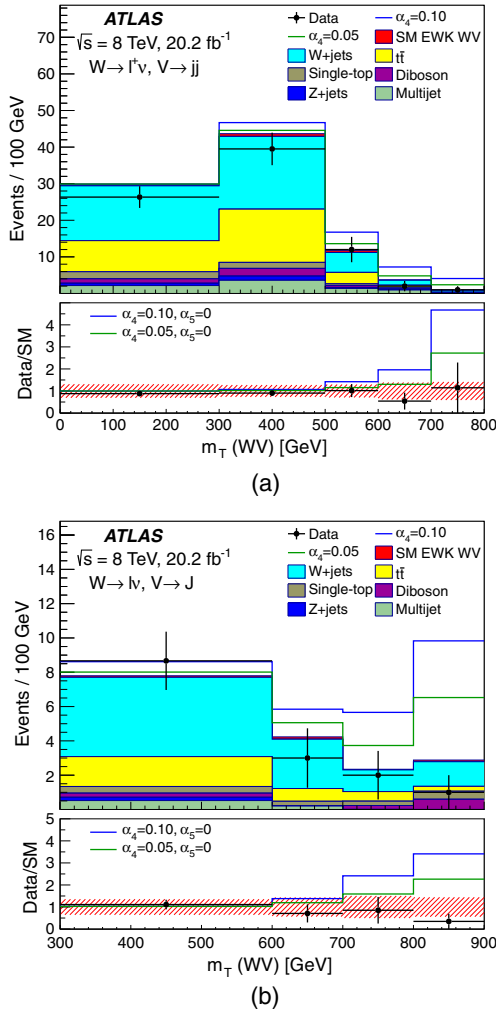 ATLAS
√s = 8 TeV, 20.2 fb⁻¹
W→ l⁺ν, V→ jj
Data
α₄=0.10
α₄=0.05
SM EWK WV
W+jets
tt̄
Single-top
Diboson
Z+jets
Multijet
Events / 100 GeV
70
60
50
40
30
20
10
α₄=0.10, α₅=0
α₄=0.05, α₅=0
Data/SM
4
3
2
1
0
0 100 200 300 400 500 600 700 800
m_T (WV) [GeV]
(a)
ATLAS
√s = 8 TeV, 20.2 fb⁻¹
W→ lν, V→ J
Data
α₄=0.10
α₄=0.05
SM EWK WV
W+jets
tt̄
Single-top
Diboson
Z+jets
Multijet
Events / 100 GeV
16
14
12
10
8
6
4
2
α₄=0.10, α₅=0
α₄=0.05, α₅=0
Data/SM
5
4
3
2
1
0
300 400 500 600 700 800 900
m_T (WV) [GeV]
(b)